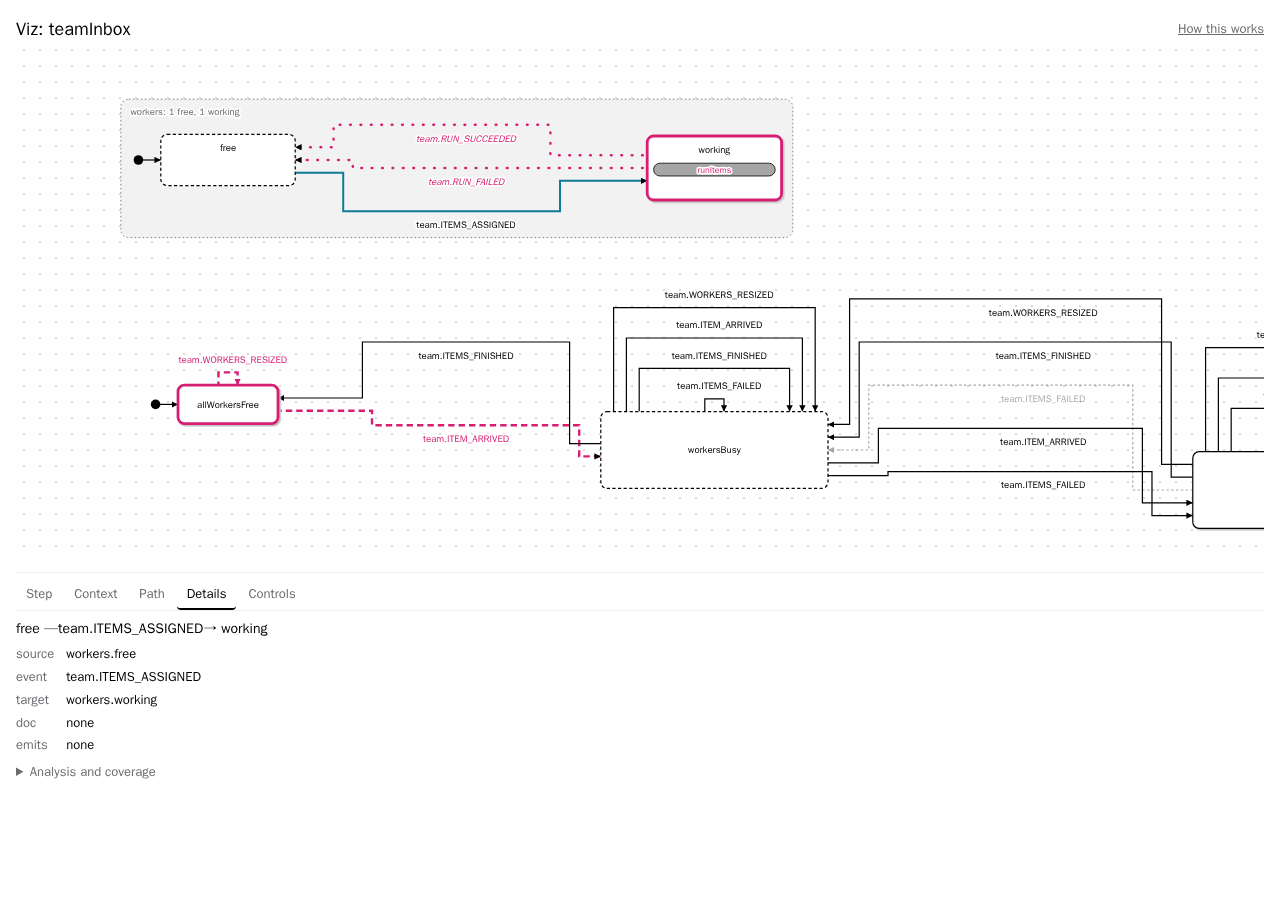 Viz: teamInbox
How this works
workers: 1 free, 1 working
free
team.RUN_SUCCEEDED
working
runItems
team.RUN_FAILED
team.ITEMS_ASSIGNED
team.WORKERS_RESIZED
team.WORKERS_RESIZED
team.ITEM_ARRIVED
team.WORKERS_RESIZED
team.ITEMS_FINISHED
team.ITEMS_FINISHED
team.ITEMS_FINISHED
team.ITEMS_FAILED
team.ITEMS_FAILED
allWorkersFree
team.ITEM_ARRIVED
workersBusy
team.ITEM_ARRIVED
team.ITEMS_FAILED
Step Context Path Details Controls
free —team.ITEMS_ASSIGNED→ working
source workers.free
event team.ITEMS_ASSIGNED
target workers.working
doc none
emits none
Analysis and coverage